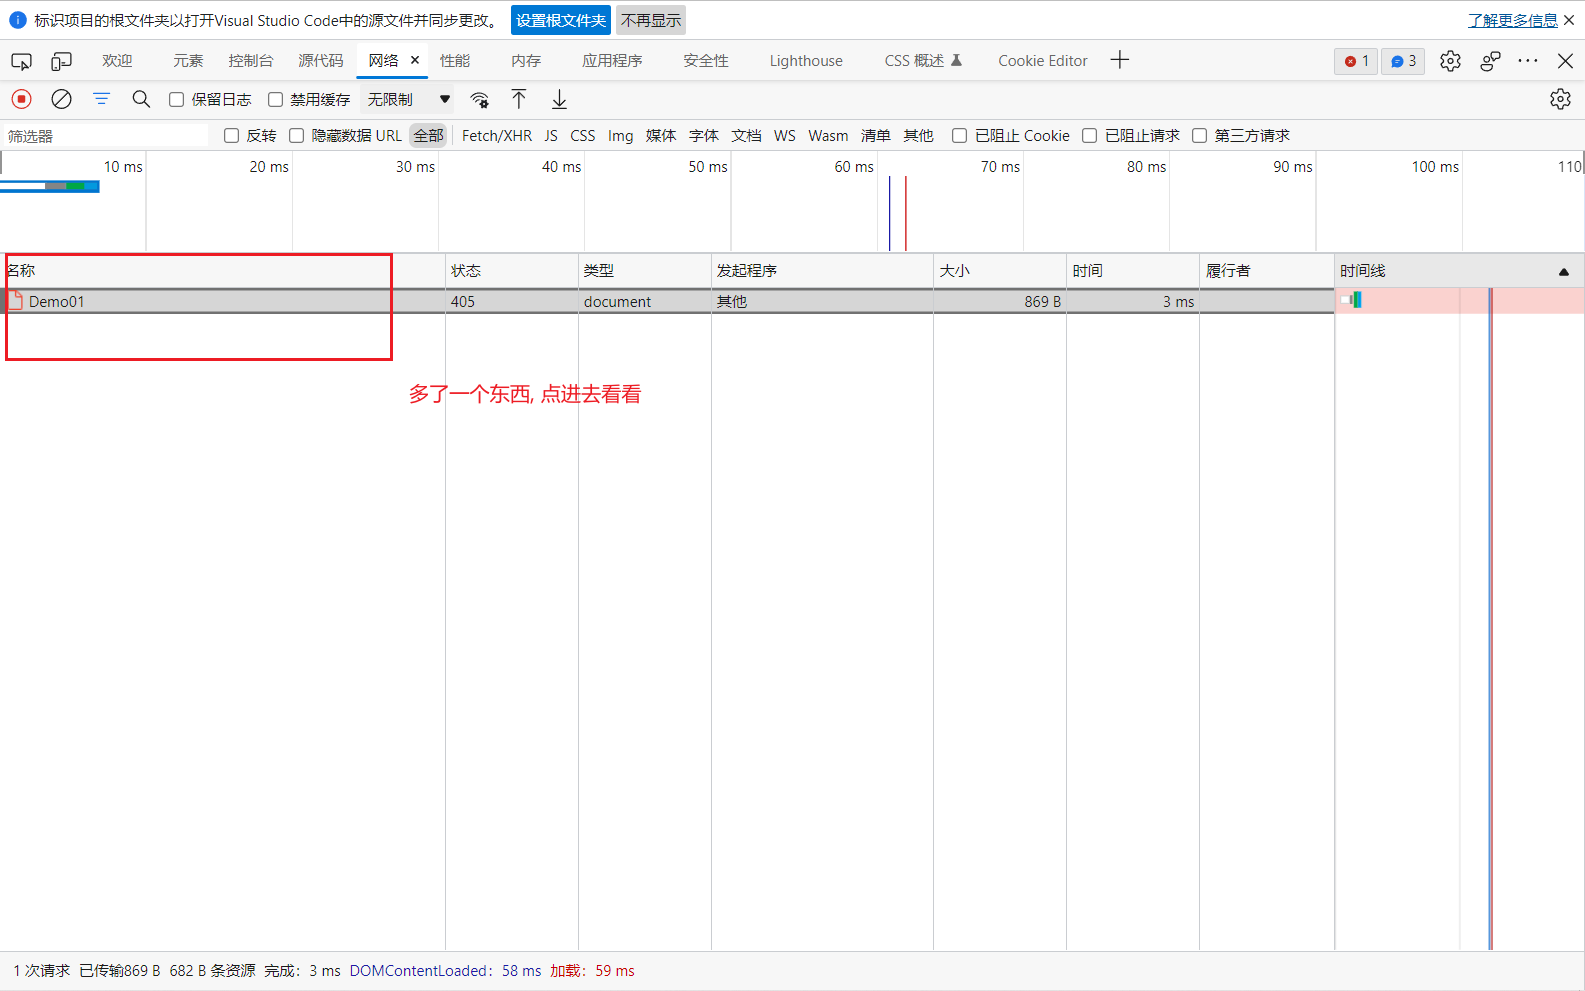 标识项目的根文件夹以打开Visual Studio Code中的源文件并同步更改。 设置根文件夹 不再显示 了解更多信息
欢迎 元素 控制台 源代码 网络 性能 内存 应用程序 安全性 Lighthouse CSS 概述 Cookie Editor 1 3
保留日志 禁用缓存 无限制
筛选器 反转 隐藏数据 URL 全部 Fetch/XHR JS CSS Img 媒体 字体 文档 WS Wasm 清单 其他 已阻止 Cookie 已阻止请求 第三方请求
10 ms 20 ms 30 ms 40 ms 50 ms 60 ms 70 ms 80 ms 90 ms 100 ms 110
名称 状态 类型 发起程序 大小 时间 履行者 时间线
Demo01 405 document 其他 869 B 3 ms
多了一个东西, 点进去看看
1 次请求 已传输869 B 682 B 条资源 完成：3 ms DOMContentLoaded：58 ms 加载：59 ms